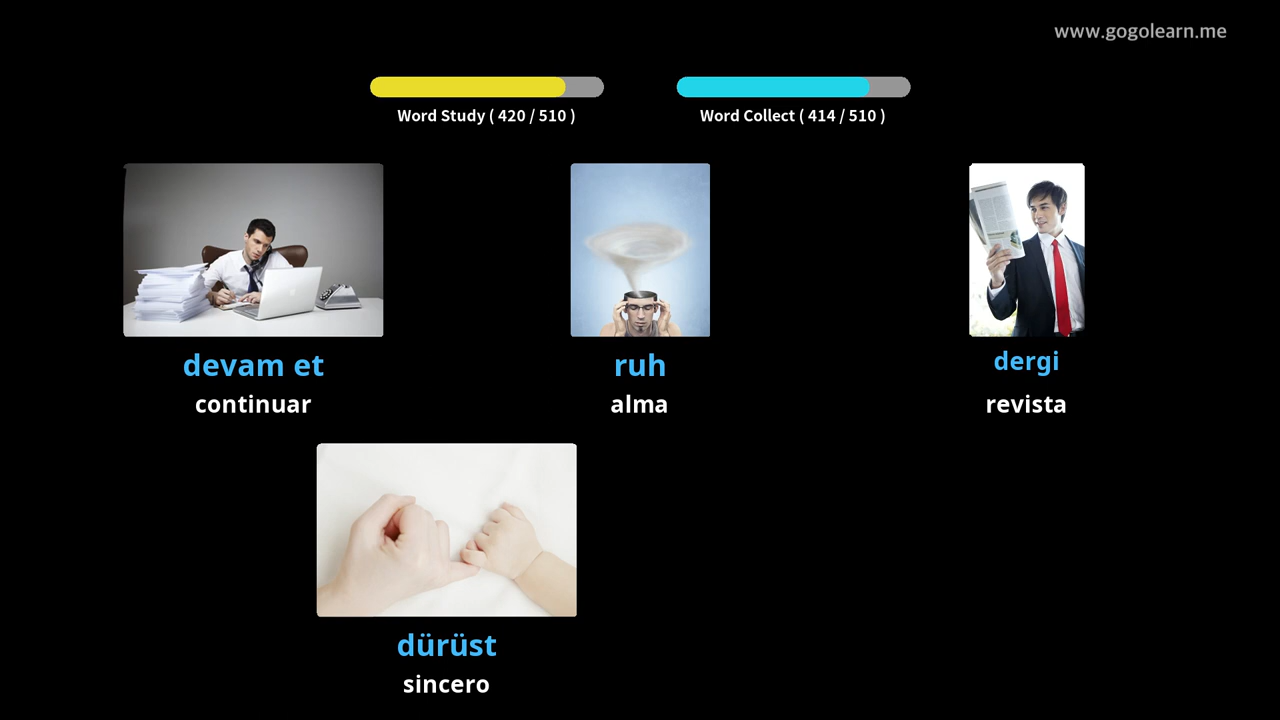 www.gogolearn.me
Word Study ( 420 / 510 )
Word Collect ( 414 / 510 )
devam et
continuar
ruh
alma
dergi
revista
dürüst
sincero